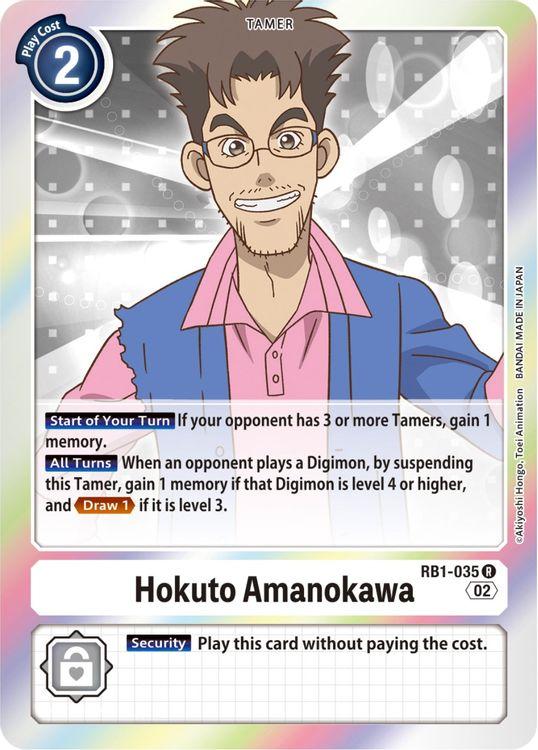 TAMER
Play Cost
2
Start of Your Turn If your opponent has 3 or more Tamers, gain 1
memory.
All Turns When an opponent plays a Digimon, by suspending
this Tamer, gain 1 memory if that Digimon is level 4 or higher,
and Draw 1 if it is level 3.
©Akiyoshi Hongo, Toei Animation BANDAI MADE IN JAPAN
RB1-035 R
Hokuto Amanokawa
02
Security Play this card without paying the cost.